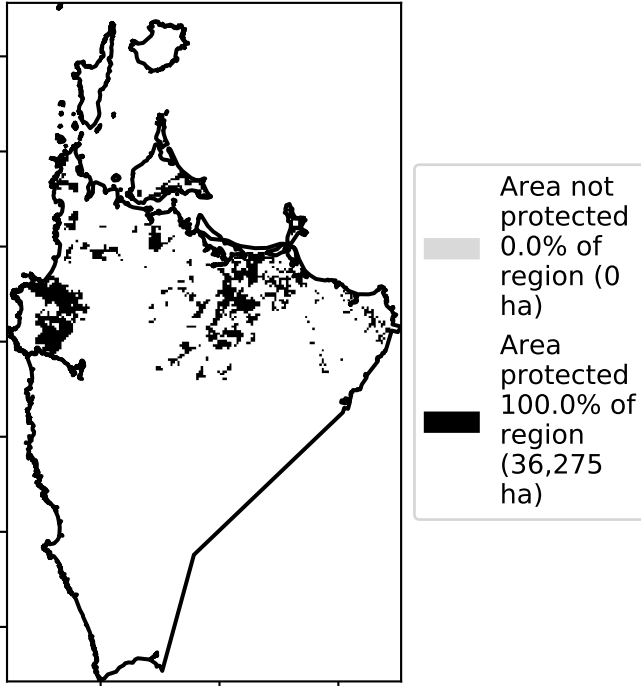 Area not
protected
0.0% of
region (0
ha)
Area
protected
100.0% of
region
(36,275
ha)